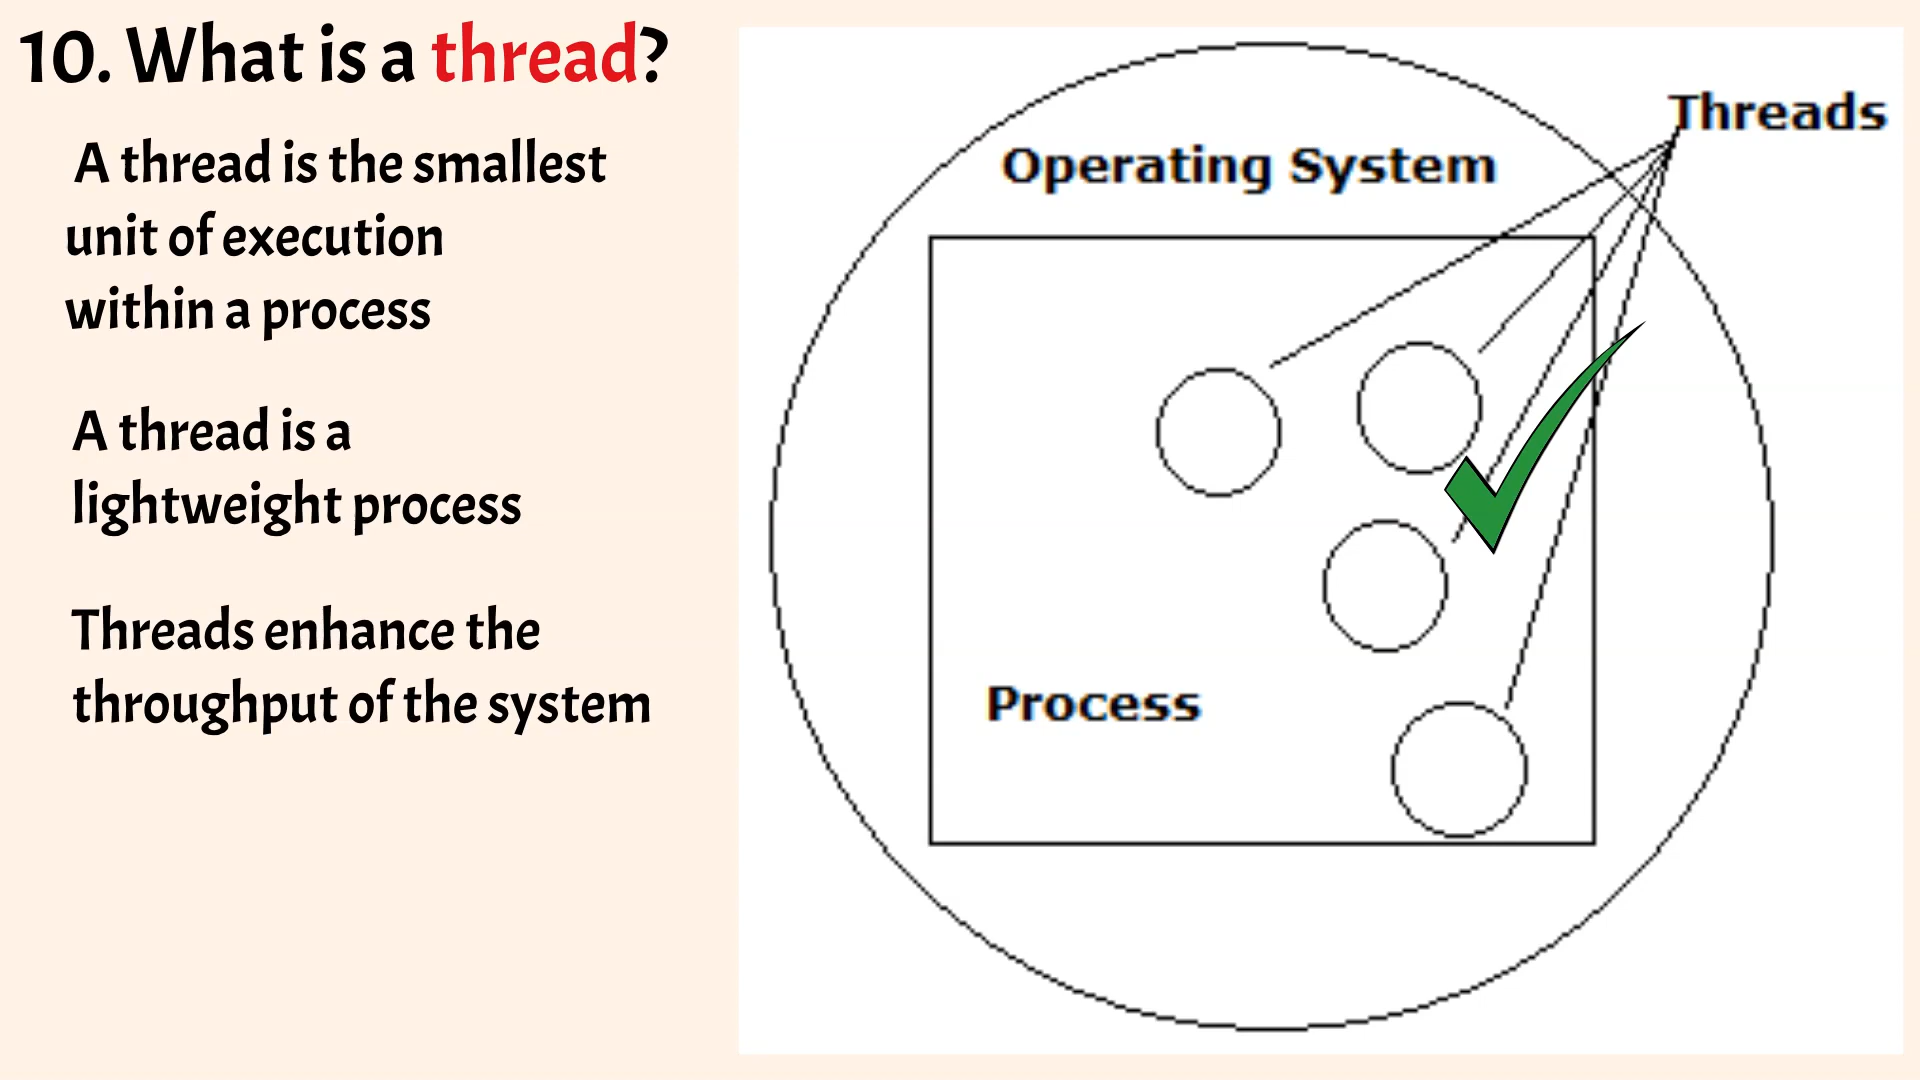 10. What is a thread?
A thread is the smallest
unit of execution
within a process
A thread is a
lightweight process
Threads enhance the
throughput of the system
Threads
Operating System
Process